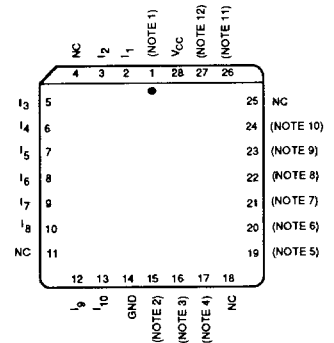 NC I2 I1 (NOTE 1) VCC (NOTE 12) (NOTE 11)
4 3 2 1 28 27 26
I3 5 25 NC
I4 6 24 (NOTE 10)
I5 7 23 (NOTE 9)
I6 8 22 (NOTE 8)
I7 9 21 (NOTE 7)
I8 10 20 (NOTE 6)
NC 11 19 (NOTE 5)
12 13 14 15 16 17 18
I9 I10 GND (NOTE 2) (NOTE 3) (NOTE 4) NC